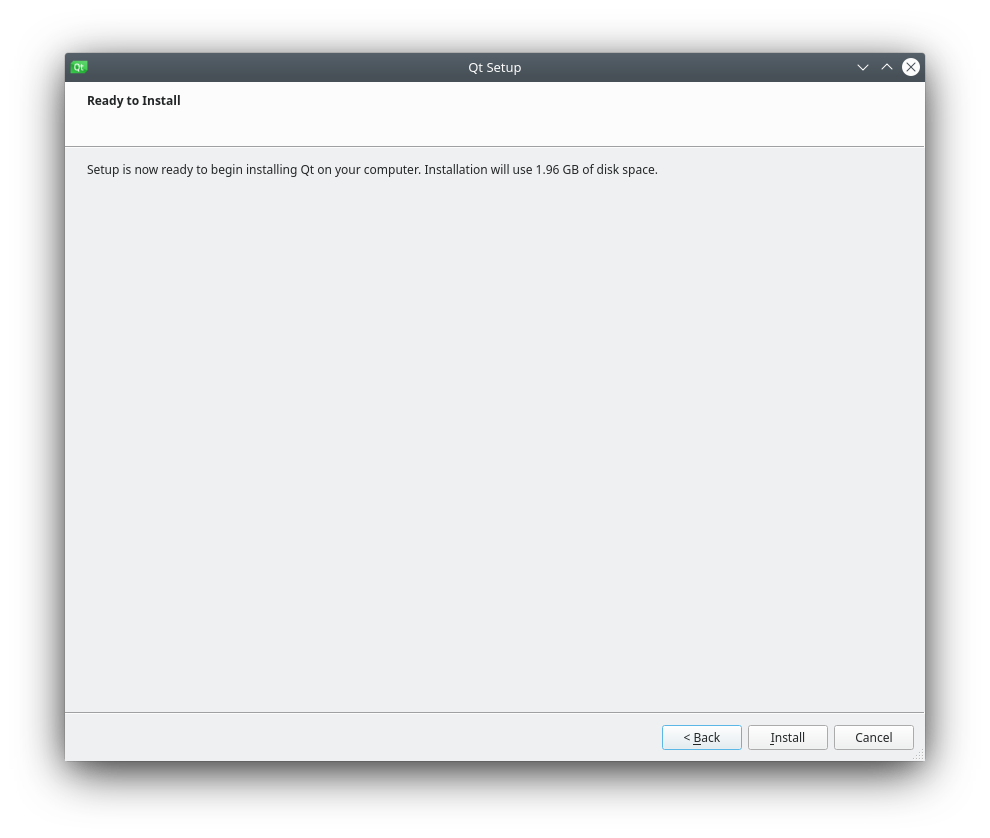 Qt
Qt Setup
Ready to Install
Setup is now ready to begin installing Qt on your computer. Installation will use 1.96 GB of disk space.
< Back
Install
Cancel